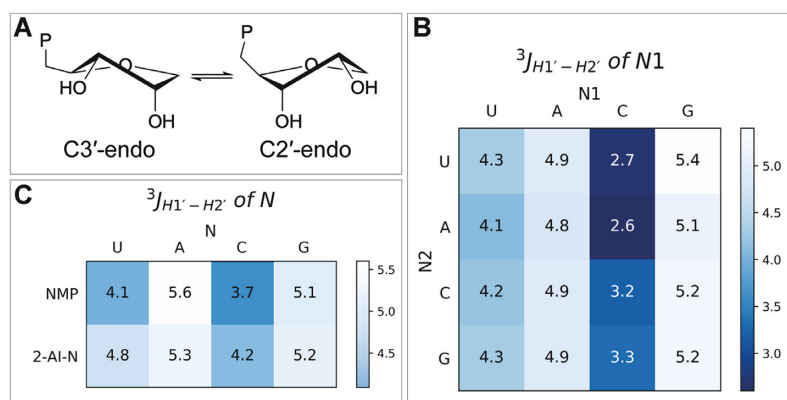 A
P
O
HO
OH
C3′-endo
P
O
OH
OH
C2′-endo
B
³J_H1′−H2′ of N1
N1
U A C G
N2
U 4.3 4.9 2.7 5.4
A 4.1 4.8 2.6 5.1
C 4.2 4.9 3.2 5.2
G 4.3 4.9 3.3 5.2
5.0
4.5
4.0
3.5
3.0
C
³J_H1′−H2′ of N
N
U A C G
NMP 4.1 5.6 3.7 5.1
2-AI-N 4.8 5.3 4.2 5.2
5.5
5.0
4.5